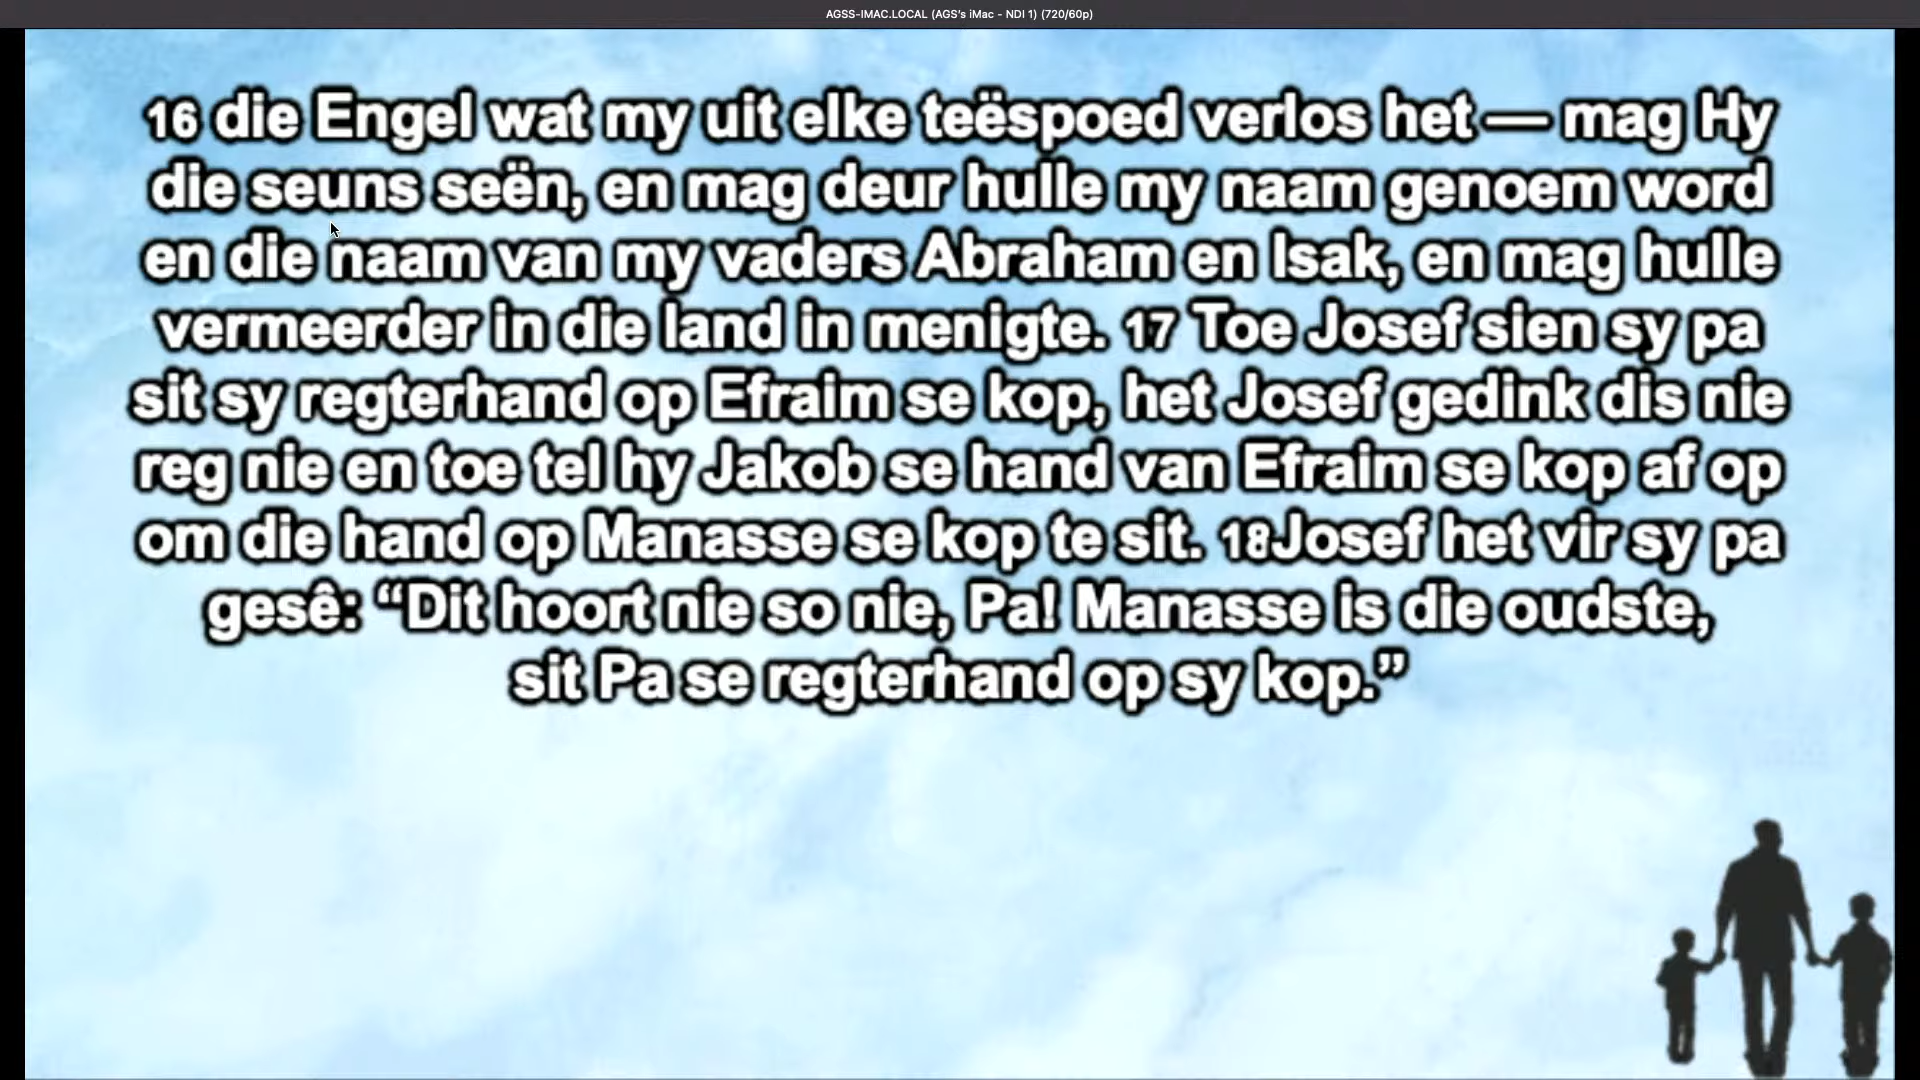 AGSS-IMAC.LOCAL (AGS's iMac - NDI 1) (720/60p)
16 die Engel wat my uit elke teëspoed verlos het — mag Hy
die seuns seën, en mag deur hulle my naam genoem word
en die naam van my vaders Abraham en Isak, en mag hulle
vermeerder in die land in menigte. 17 Toe Josef sien sy pa
sit sy regterhand op Efraim se kop, het Josef gedink dis nie
reg nie en toe tel hy Jakob se hand van Efraim se kop af op
om die hand op Manasse se kop te sit. 18Josef het vir sy pa
gesê: “Dit hoort nie so nie, Pa! Manasse is die oudste,
sit Pa se regterhand op sy kop.”